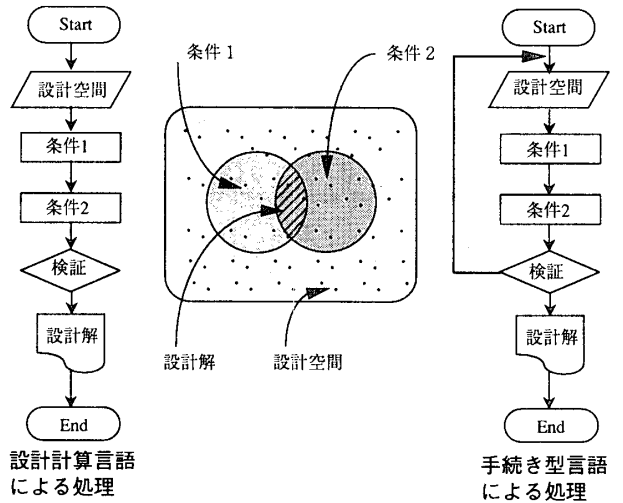 Start
設計空間
条件1
条件2
検証
設計解
End
設計計算言語
による処理
条件1
条件2
設計解
設計空間
Start
設計空間
条件1
条件2
検証
設計解
End
手続き型言語
による処理